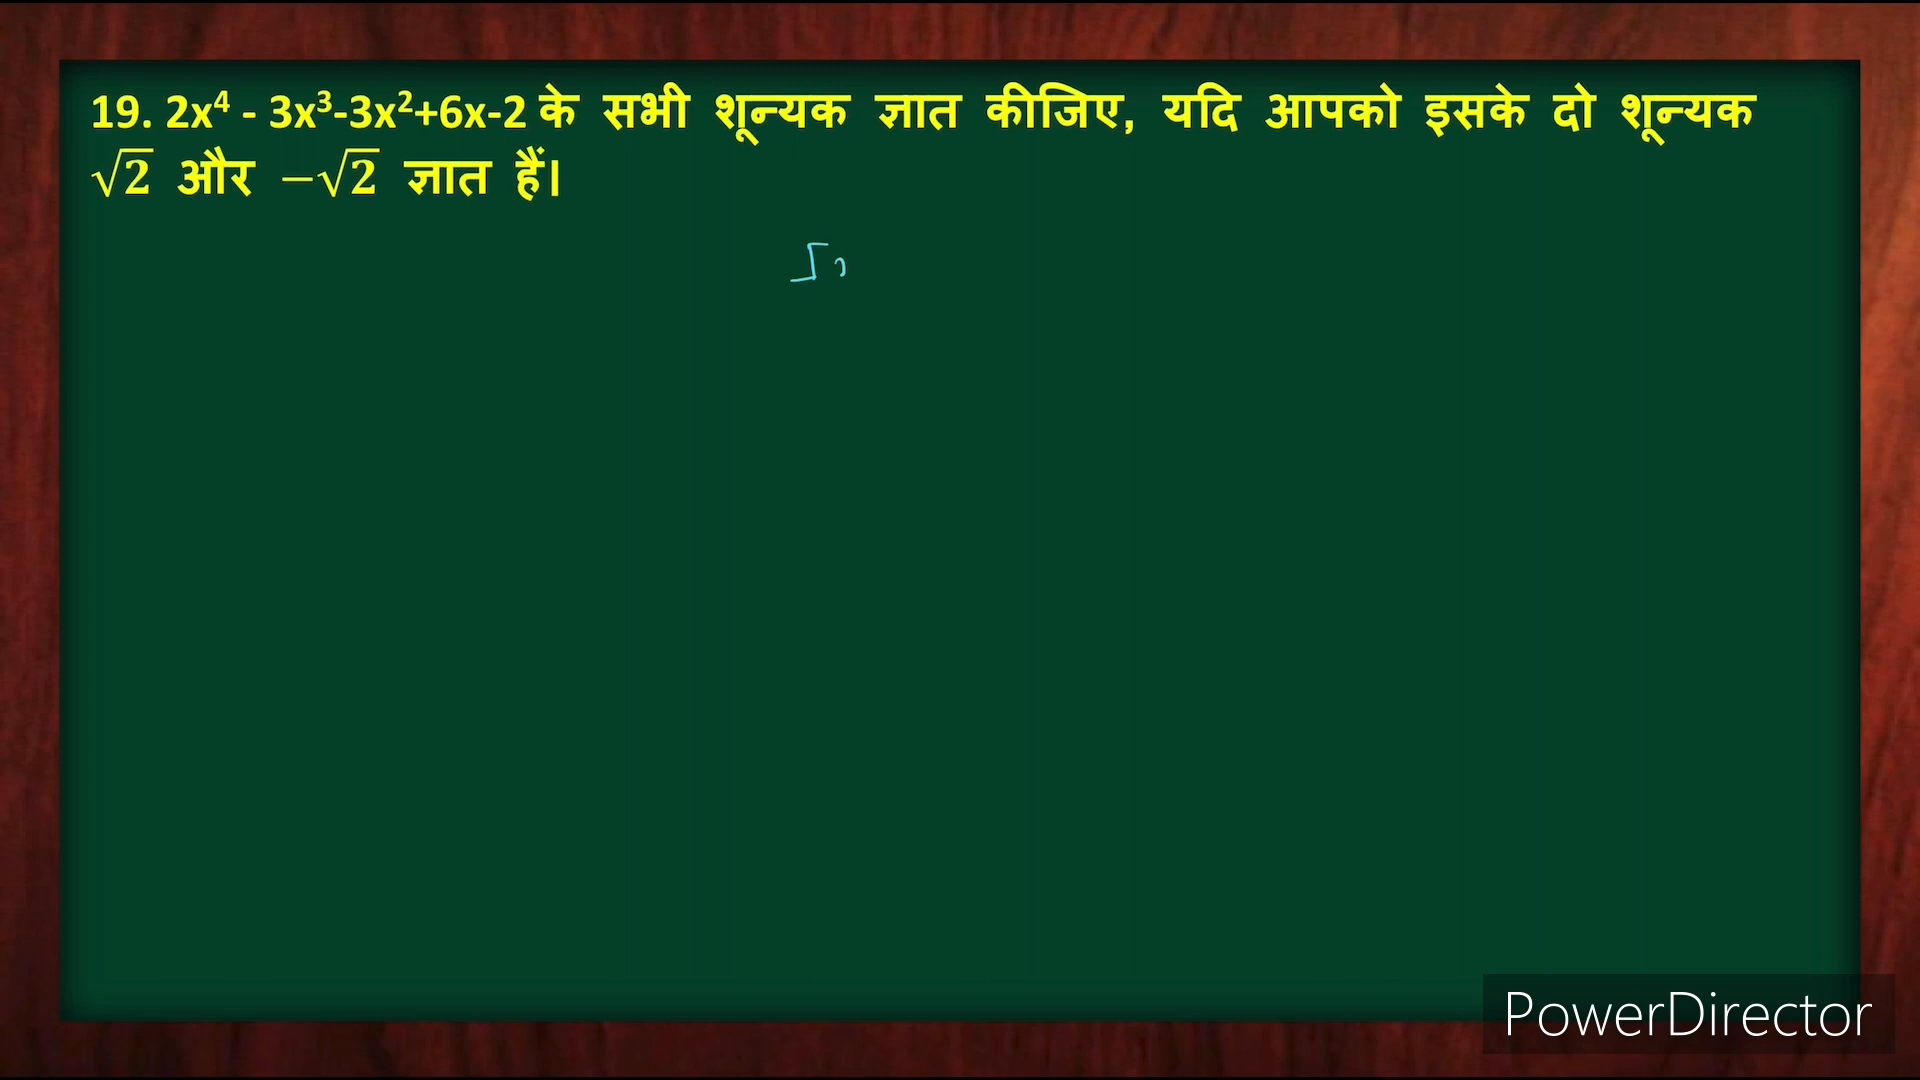 19. 2x⁴ - 3x³-3x²+6x-2 के सभी शून्यक ज्ञात कीजिए, यदि आपको इसके दो शून्यक
√2 और −√2 ज्ञात हैं।
PowerDirector